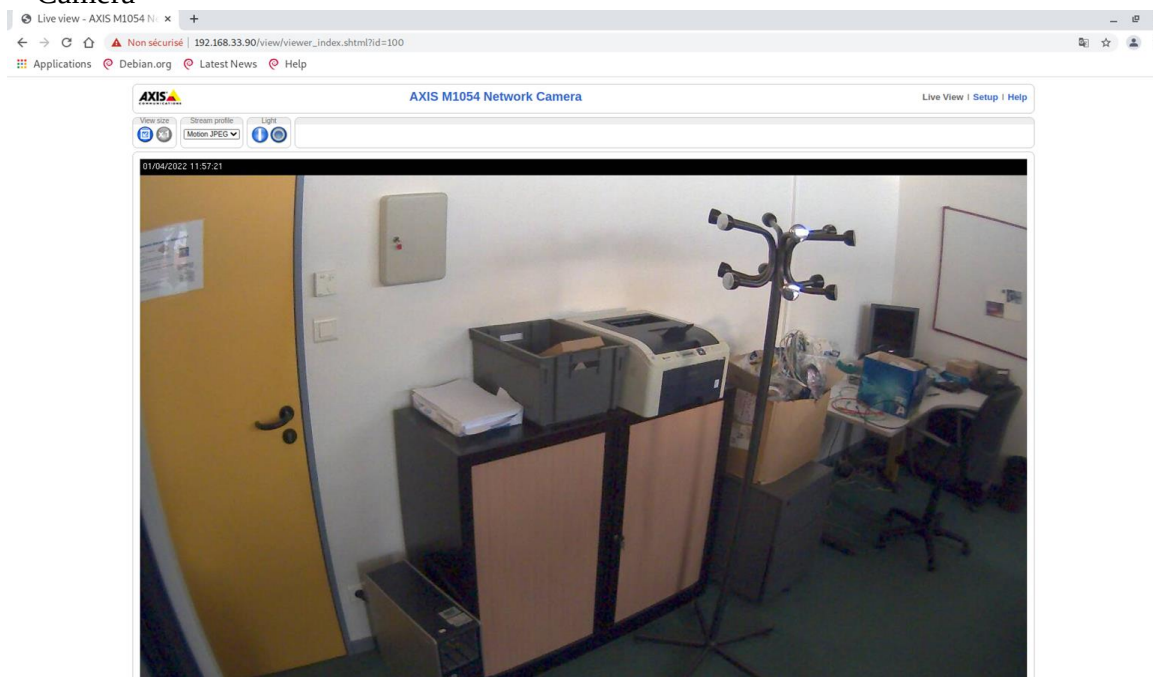 Camera
Live view - AXIS M1054 N
Non sécurisé | 192.168.33.90/view/viewer_index.shtml?id=100
Applications Debian.org Latest News Help
AXIS
COMMUNICATIONS
AXIS M1054 Network Camera
Live View | Setup | Help
View size Stream profile Light
Motion JPEG
01/04/2022 11:57:21